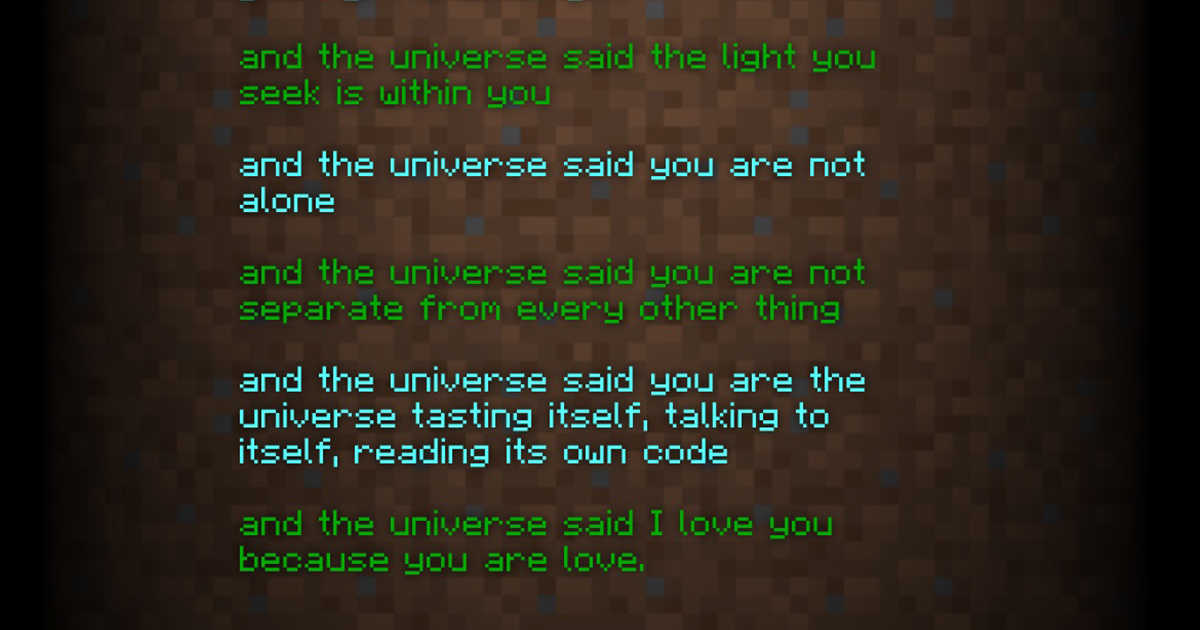 and the universe said the light you
seek is within you
and the universe said you are not
alone
and the universe said you are not
separate from every other thing
and the universe said you are the
universe tasting itself, talking to
itself, reading its own code
and the universe said I love you
because you are love.